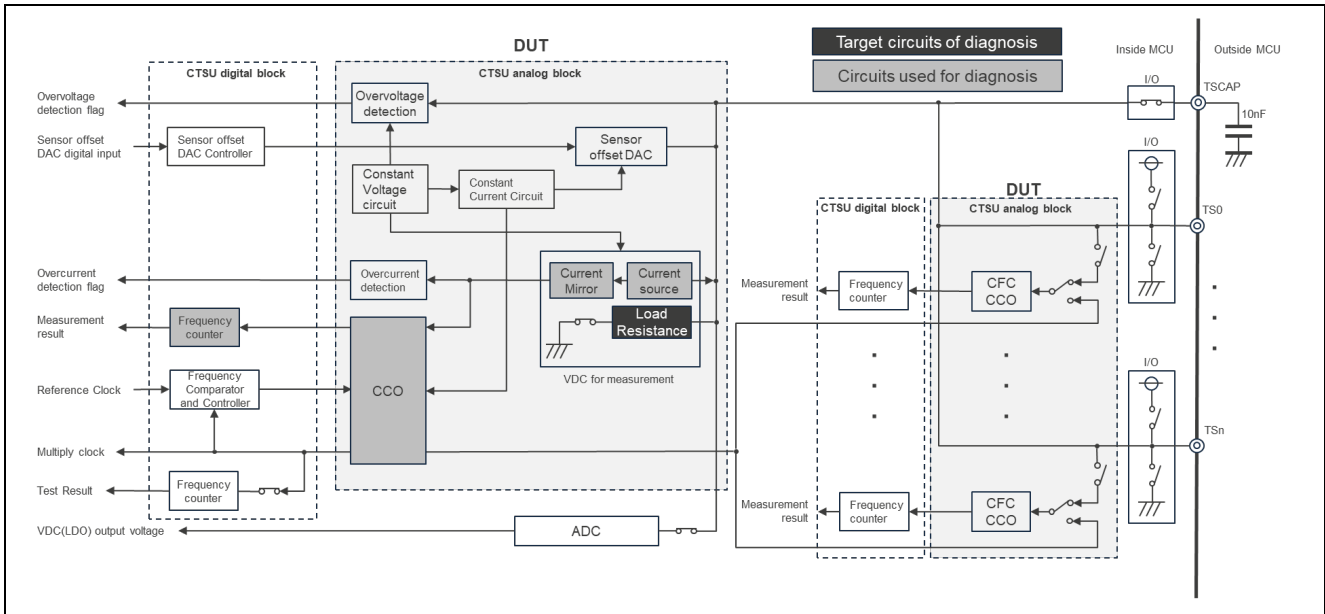 Target circuits of diagnosis
Circuits used for diagnosis
Inside MCU
Outside MCU
DUT
CTSU digital block
CTSU analog block
I/O
TSCAP
10nF
Overvoltage
detection flag
Overvoltage
detection
Sensor offset
DAC digital input
Sensor offset
DAC Controller
Sensor
offset DAC
Constant
Voltage
circuit
Constant
Current Circuit
I/O
DUT
CTSU digital block
CTSU analog block
TS0
Overcurrent
detection flag
Overcurrent
detection
Current
Mirror
Current
source
Load
Resistance
VDC for measurement
Measurement
result
Frequency
counter
CFC
CCO
Measurement
result
Frequency
counter
CCO
Reference Clock
Frequency
Comparator
and Controller
I/O
Multiply clock
TSn
Test Result
Frequency
counter
Measurement
result
Frequency
counter
CFC
CCO
VDC(LDO) output voltage
ADC